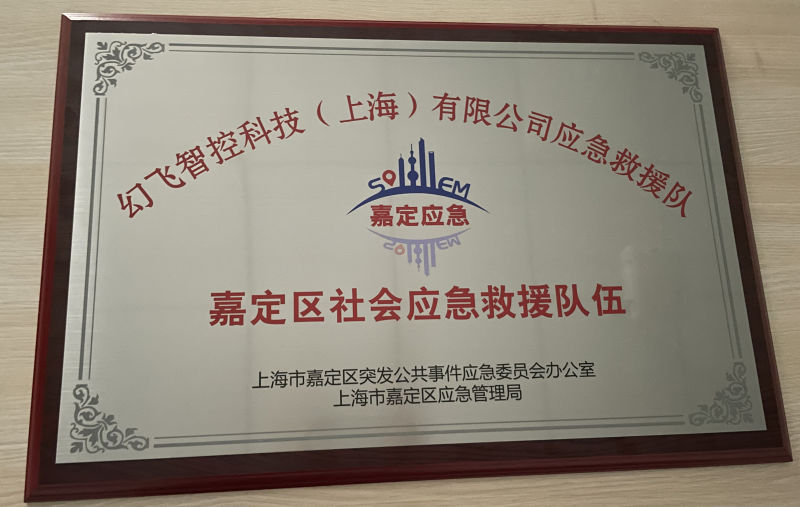 幻飞智控科技（上海）有限公司应急救援队
SOEM
嘉定应急
SOEM
嘉定区社会应急救援队伍
上海市嘉定区突发公共事件应急委员会办公室
上海市嘉定区应急管理局